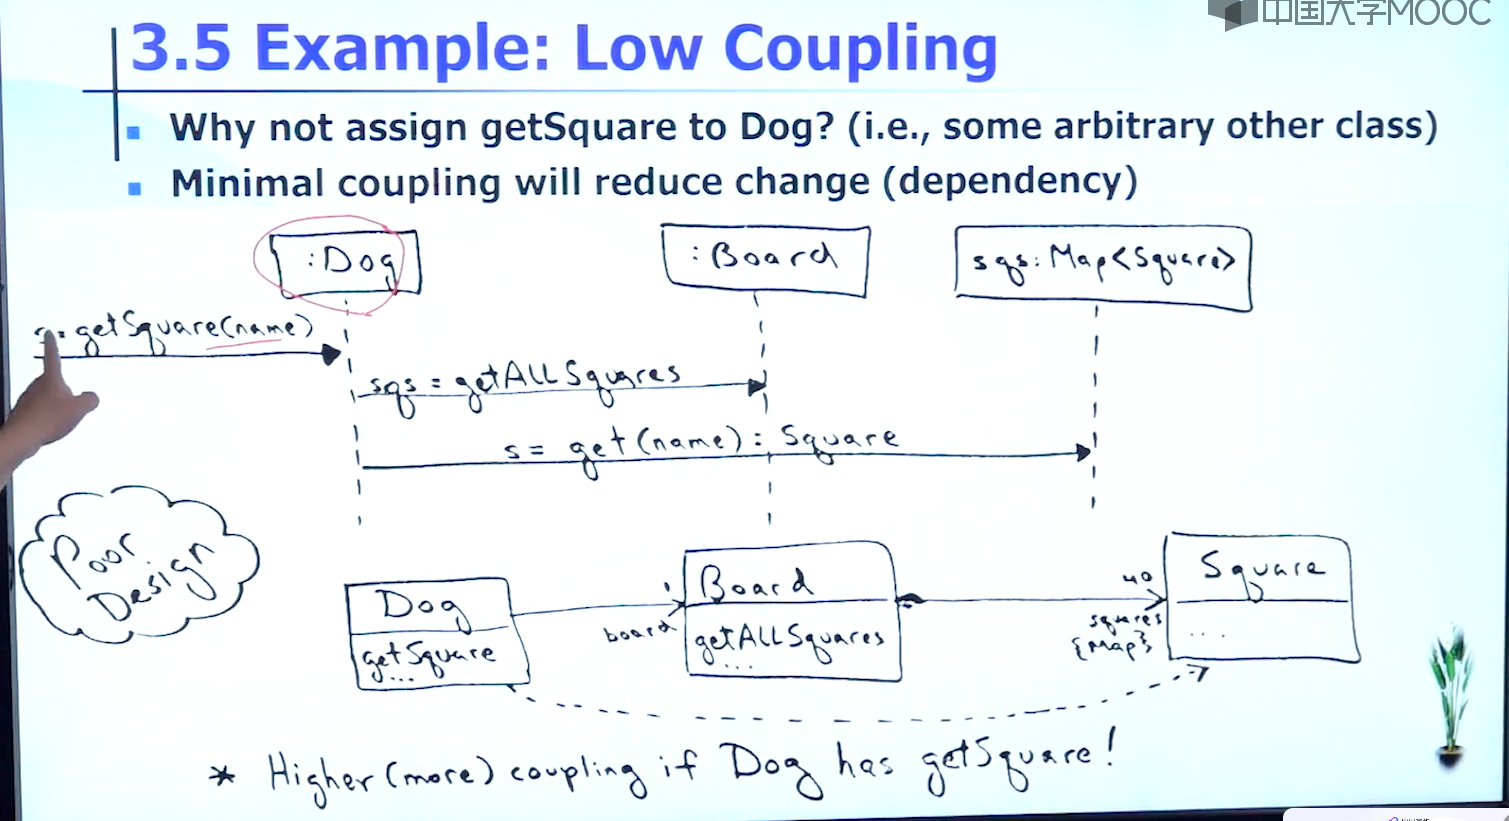 中国大学MOOC
3.5 Example: Low Coupling
Why not assign getSquare to Dog? (i.e., some arbitrary other class)
Minimal coupling will reduce change (dependency)
:Dog
:Board
sqs: Map<Square>
getSquare(name)
sqs = getALLSquares
s= get(name): Square
Poor
Design
Dog
getSquare
...
1
board
Board
getALLSquares
...
40
squares
{Map}
Square
....
* Higher (more) coupling if Dog has getSquare!